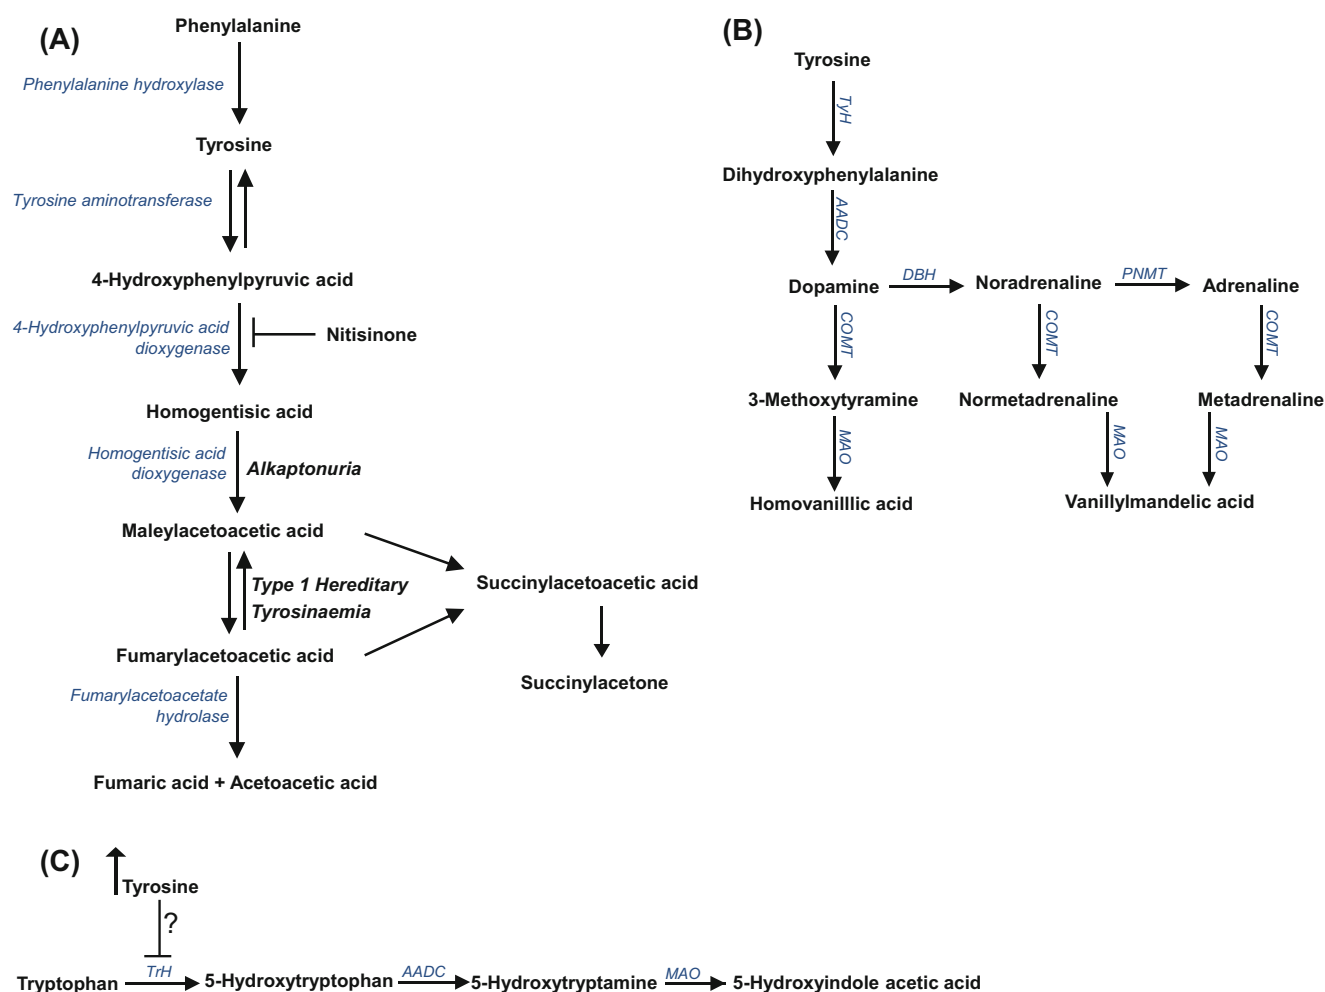 (A)
Phenylalanine
Phenylalanine hydroxylase
Tyrosine
Tyrosine aminotransferase
4-Hydroxyphenylpyruvic acid
4-Hydroxyphenylpyruvic acid
dioxygenase
Nitisinone
Homogentisic acid
Homogentisic acid
dioxygenase
Alkaptonuria
Maleylacetoacetic acid
Type 1 Hereditary
Tyrosinaemia
Succinylacetoacetic acid
Fumarylacetoacetic acid
Succinylacetone
Fumarylacetoacetate
hydrolase
Fumaric acid + Acetoacetic acid
(B)
Tyrosine
TyH
Dihydroxyphenylalanine
AADC
Dopamine
DBH
Noradrenaline
PNMT
Adrenaline
COMT
COMT
COMT
3-Methoxytyramine
Normetadrenaline
Metadrenaline
MAO
MAO
MAO
Homovanilllic acid
Vanillylmandelic acid
(C)
Tyrosine
?
Tryptophan
TrH
5-Hydroxytryptophan
AADC
5-Hydroxytryptamine
MAO
5-Hydroxyindole acetic acid